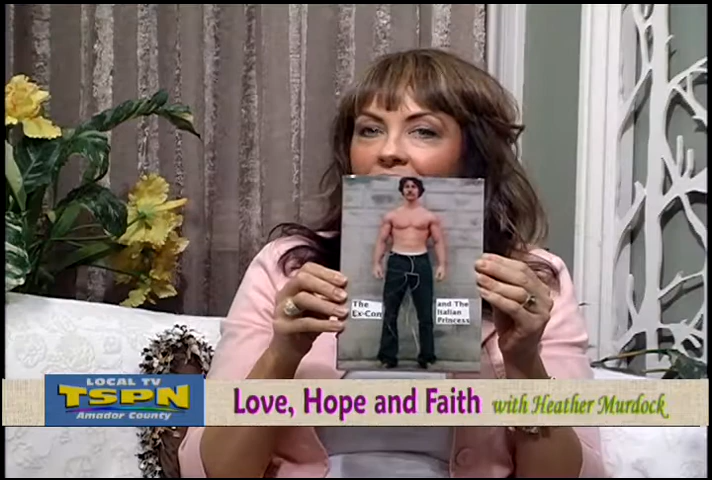 The
Ex-Con
and The
Italian
Princess
LOCAL TV
TSPN
Amador County
Love, Hope and Faith with Heather Murdock